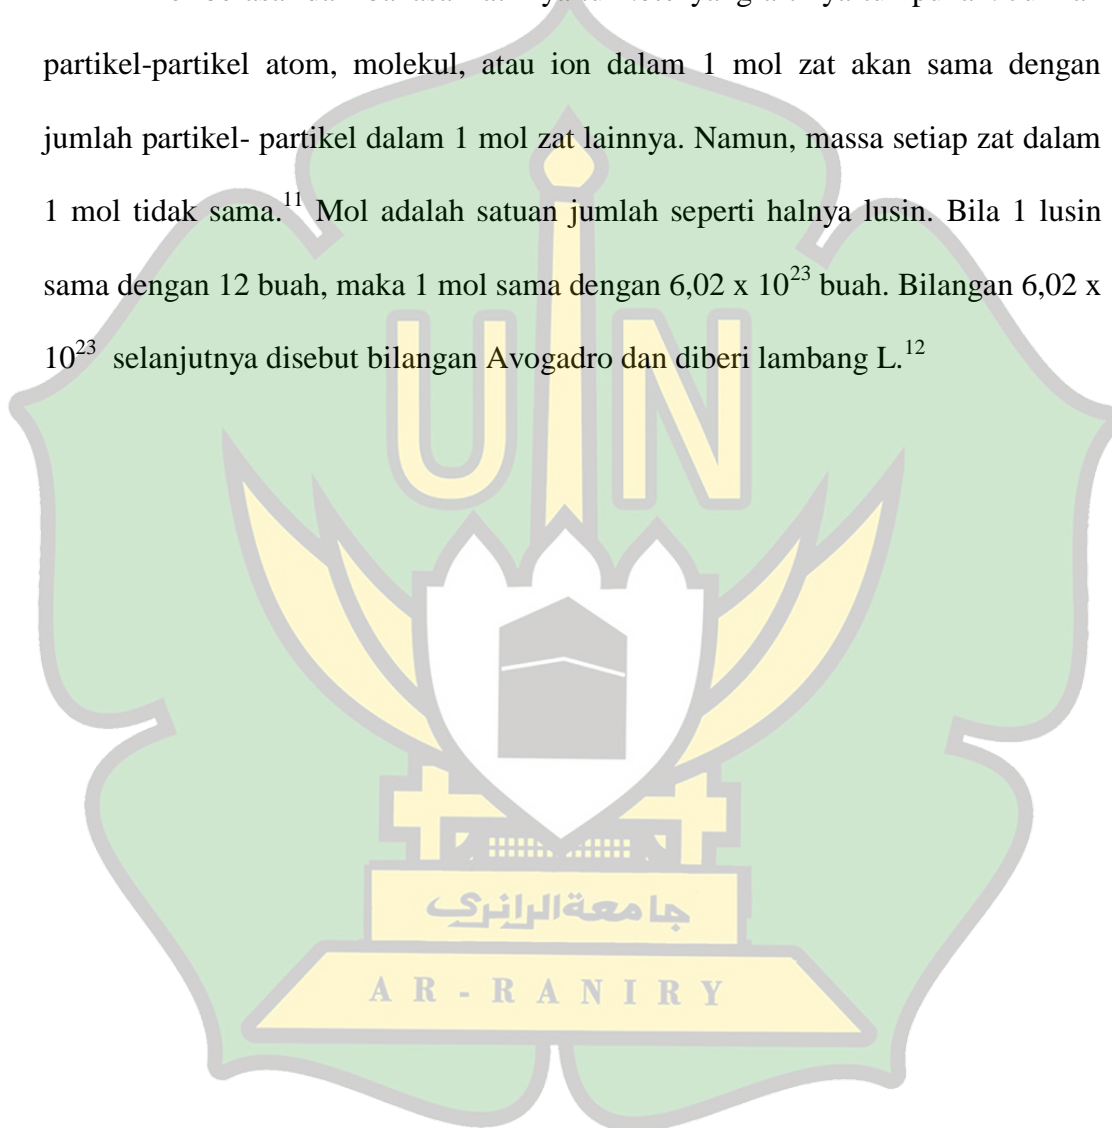 partikel-partikel atom, molekul, atau ion dalam 1 mol zat akan sama dengan
jumlah partikel- partikel dalam 1 mol zat lainnya. Namun, massa setiap zat dalam
1 mol tidak sama.¹¹ Mol adalah satuan jumlah seperti halnya lusin. Bila 1 lusin
sama dengan 12 buah, maka 1 mol sama dengan 6,02 x 10²³ buah. Bilangan 6,02 x
10²³ selanjutnya disebut bilangan Avogadro dan diberi lambang L.¹²
UIN
جامعة الرانري
AR-RANIRY